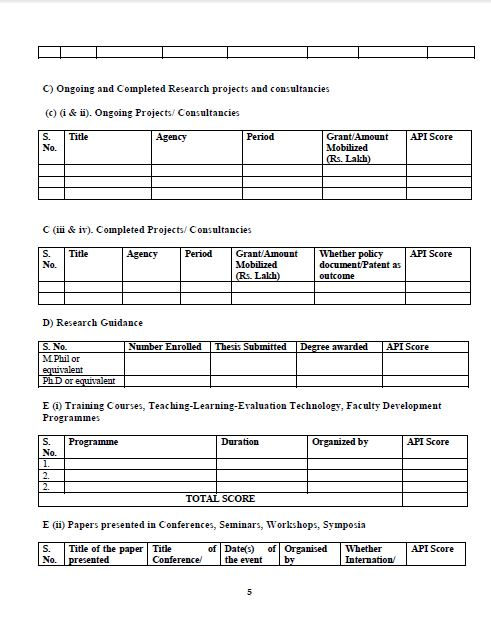 C) Ongoing and Completed Research projects and consultancies
(c) (i & ii). Ongoing Projects/ Consultancies
S. No. Title Agency Period Grant/Amount Mobilized (Rs. Lakh) API Score
C (iii & iv). Completed Projects/ Consultancies
S. No. Title Agency Period Grant/Amount Mobilized (Rs. Lakh) Whether policy document/Patent as outcome API Score
D) Research Guidance
S. No. Number Enrolled Thesis Submitted Degree awarded API Score
M.Phil or equivalent
Ph.D or equivalent
E (i) Training Courses, Teaching-Learning-Evaluation Technology, Faculty Development
Programmes
S. No. Programme Duration Organized by API Score
1.
2.
2.
TOTAL SCORE
E (ii) Papers presented in Conferences, Seminars, Workshops, Symposia
S. No. Title of the paper presented Title of Conference/ Date(s) of the event Organised by Whether Internation/ API Score
5